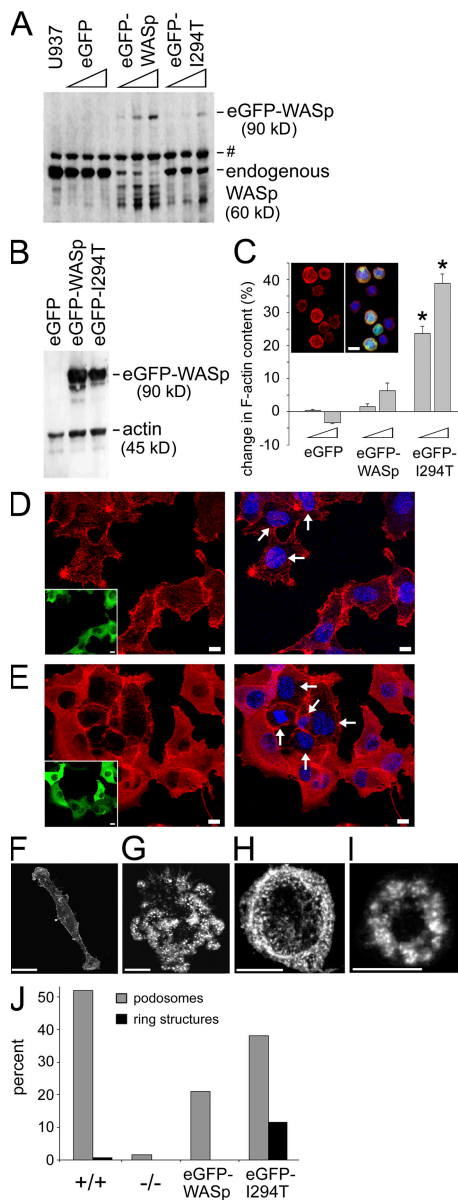 A
U937
eGFP
eGFP-
WASp
eGFP-
I294T
eGFP-WASp
(90 kD)
#
endogenous
WASp
(60 kD)
B
eGFP
eGFP-WASp
eGFP-I294T
eGFP-WASp
(90 kD)
actin
(45 kD)
C
change in F-actin content (%)
50
40
30
20
10
0
-10
*
*
eGFP
eGFP-
WASp
eGFP-
I294T
D
E
F
G
H
I
J
percent
50
40
30
20
10
0
podosomes
ring structures
+/+
-/-
eGFP-
WASp
eGFP-
I294T